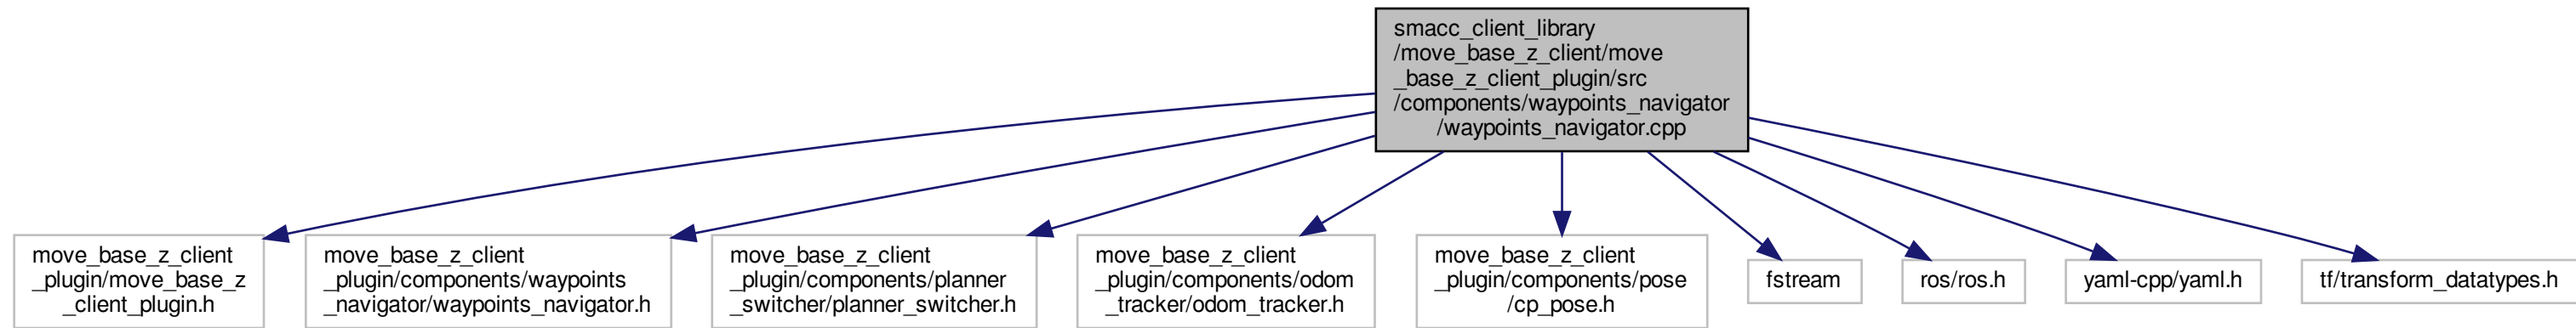 smacc_client_library
/move_base_z_client/move
_base_z_client_plugin/src
/components/waypoints_navigator
/waypoints_navigator.cpp
move_base_z_client
_plugin/move_base_z
_client_plugin.h
move_base_z_client
_plugin/components/waypoints
_navigator/waypoints_navigator.h
move_base_z_client
_plugin/components/planner
_switcher/planner_switcher.h
move_base_z_client
_plugin/components/odom
_tracker/odom_tracker.h
move_base_z_client
_plugin/components/pose
/cp_pose.h
fstream
ros/ros.h
yaml-cpp/yaml.h
tf/transform_datatypes.h